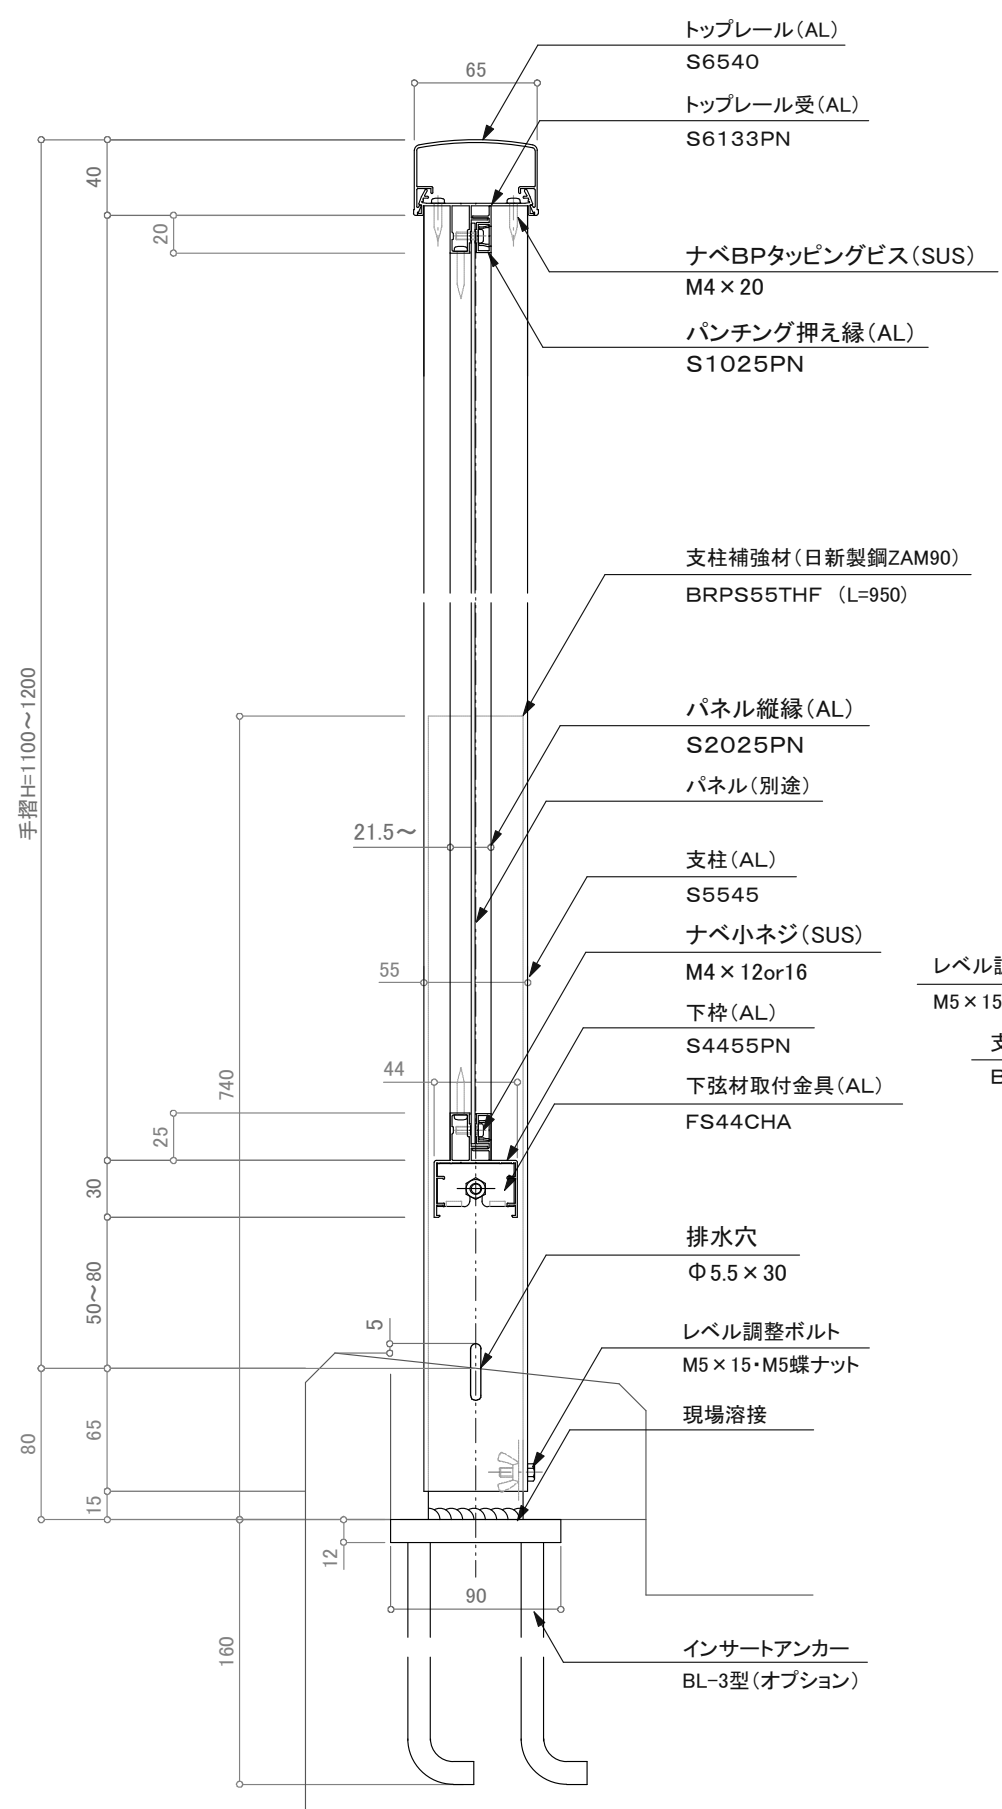 トップレール(AL)
S6540
65
トップレール受(AL)
S6133PN
40
20
ナベBPタッピングビス(SUS)
M4×20
パンチング押え縁(AL)
S1025PN
支柱補強材(日新製鋼ZAM90)
BRPS55THF (L=950)
手摺H=1100～1200
パネル縦縁(AL)
S2025PN
パネル(別途)
21.5～
支柱(AL)
S5545
ナベ小ネジ(SUS)
M4×12or16
55
下枠(AL)
S4455PN
44
下弦材取付金具(AL)
FS44CHA
740
25
30
排水穴
Φ5.5×30
50～80
5
レベル調整ボルト
M5×15・M5蝶ナット
現場溶接
65
80
15
12
90
160
インサートアンカー
BL-3型(オプション)
レベル
M5×15
支
B